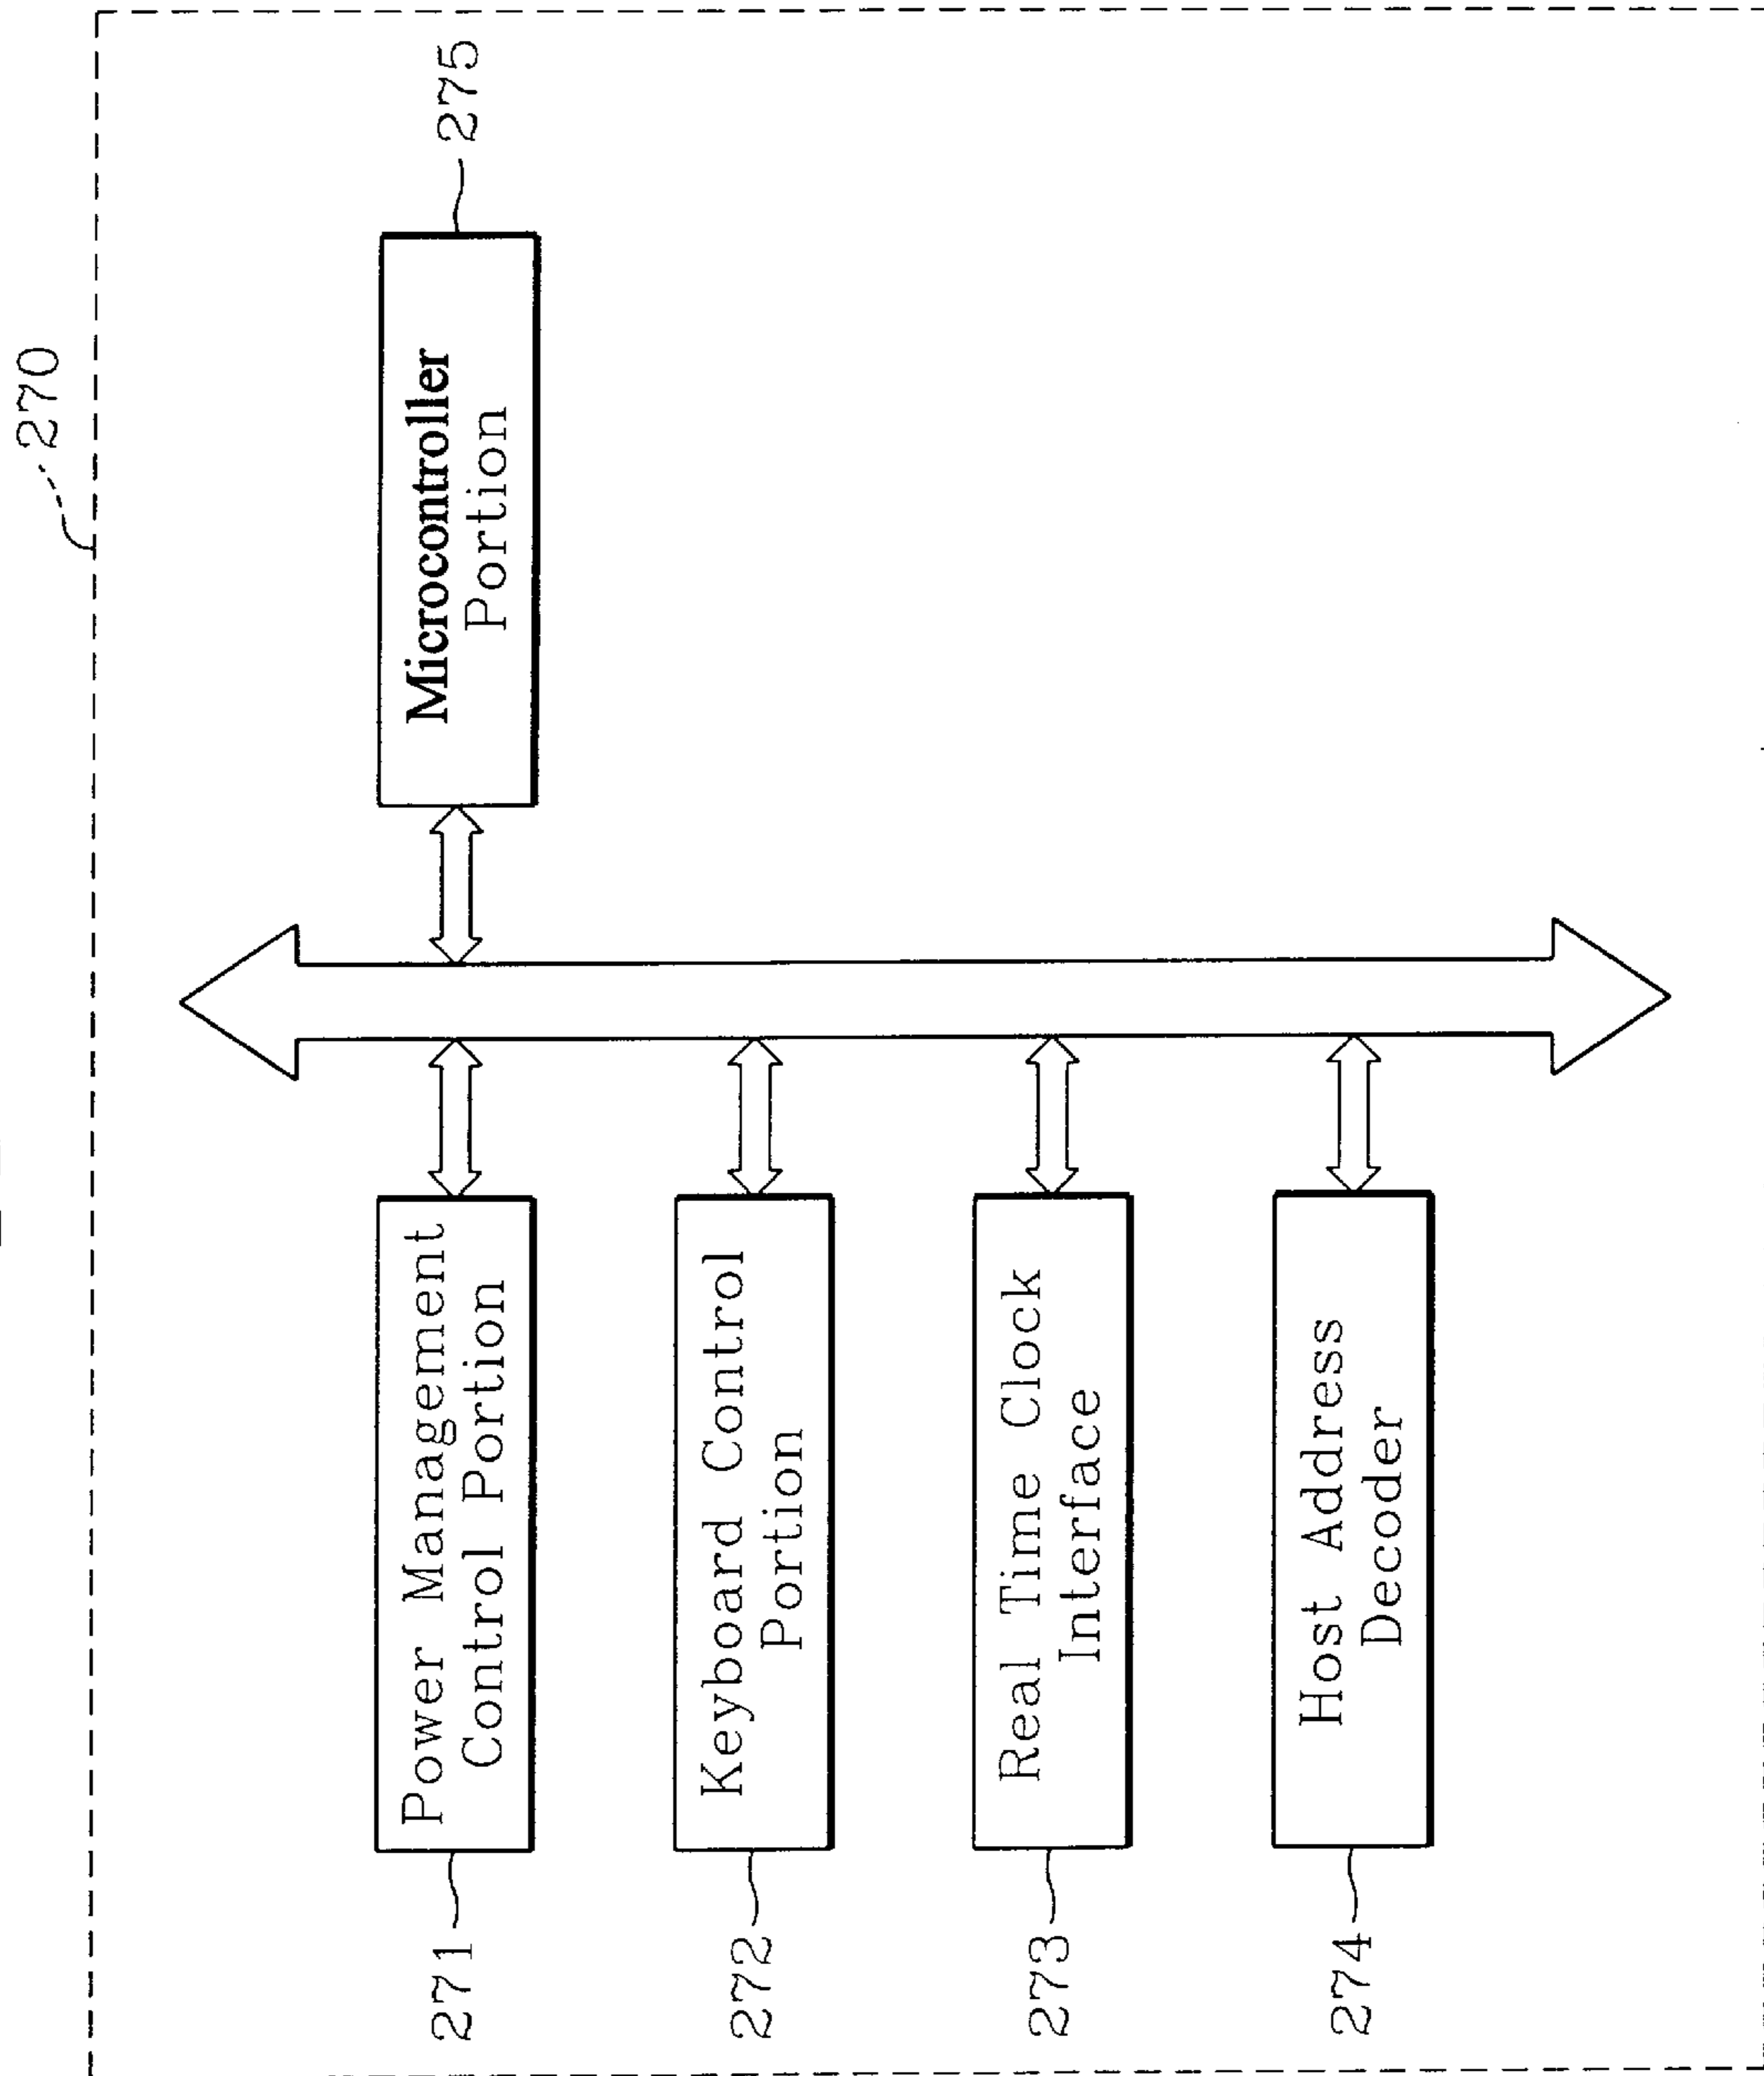 270
271
Power Management
Control Portion
272
Keyboard Control
Portion
273
Real Time Clock
Interface
274
Host Address
Decoder
Microcontroller
Portion
275